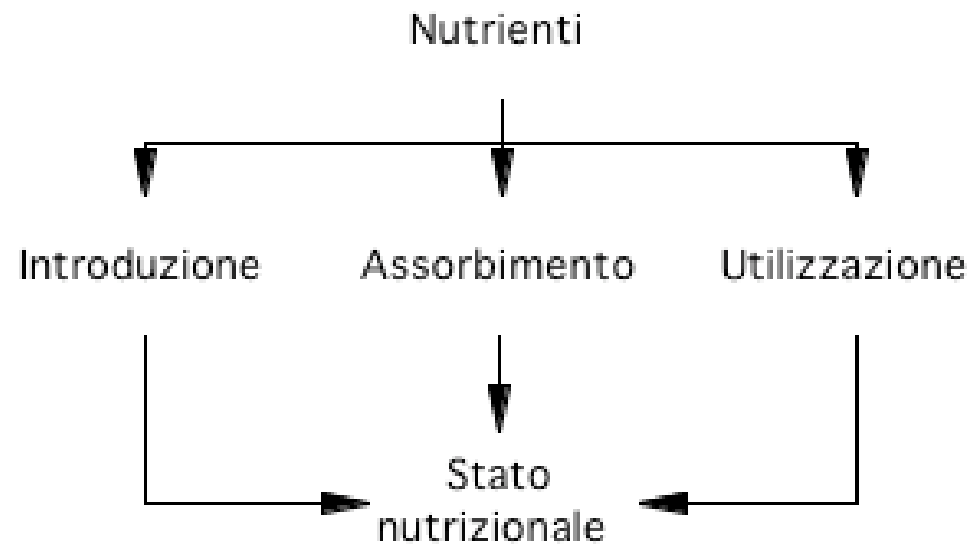 Nutrienti
Introduzione
Assorbimento
Utilizzazione
Stato
nutrizionale